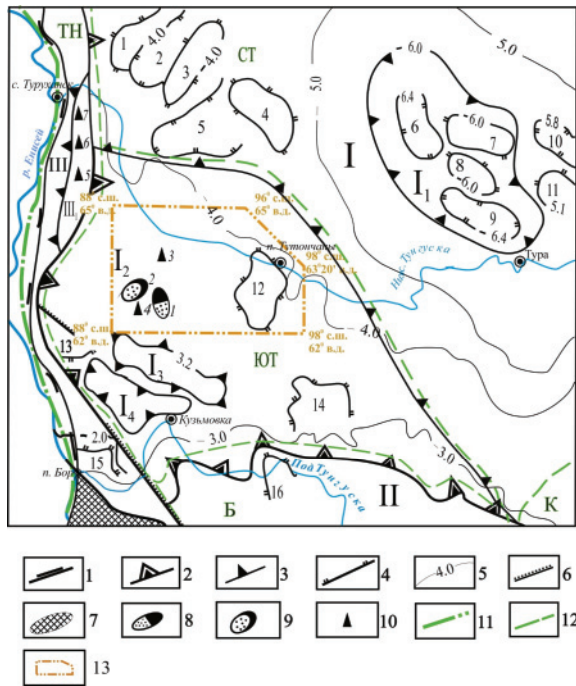 ТН
1
2
4.0
3
-4.0
СТ
4
5
5.0
5.0
I
-6.0
6.4
6
-6.0
7
8
-6.0
I₁
9
-6.4
5.8
10
11
5.1
с. Туруханск
р. Енисей
7
6
5
III
III₁
88° с.ш.
65° в.д.
96° с.ш.
65° в.д.
-4.0
3
п. Тутончаны
98° с.ш.
63°20' в.д.
Ниж. Тунгуска
Тура
I₂
2
4
1
12
4.0
88° с.ш.
62° в.д.
98° с.ш.
62° в.д.
13
I₃
3.2
ЮТ
I₄
14
Кузьмовка
-2.0
15
-3.0
-3.0
п. Бор
Б
16
Под Тунгуска
II
К
1
2
3
4
4.0
5
6
7
8
9
10
11
12
13